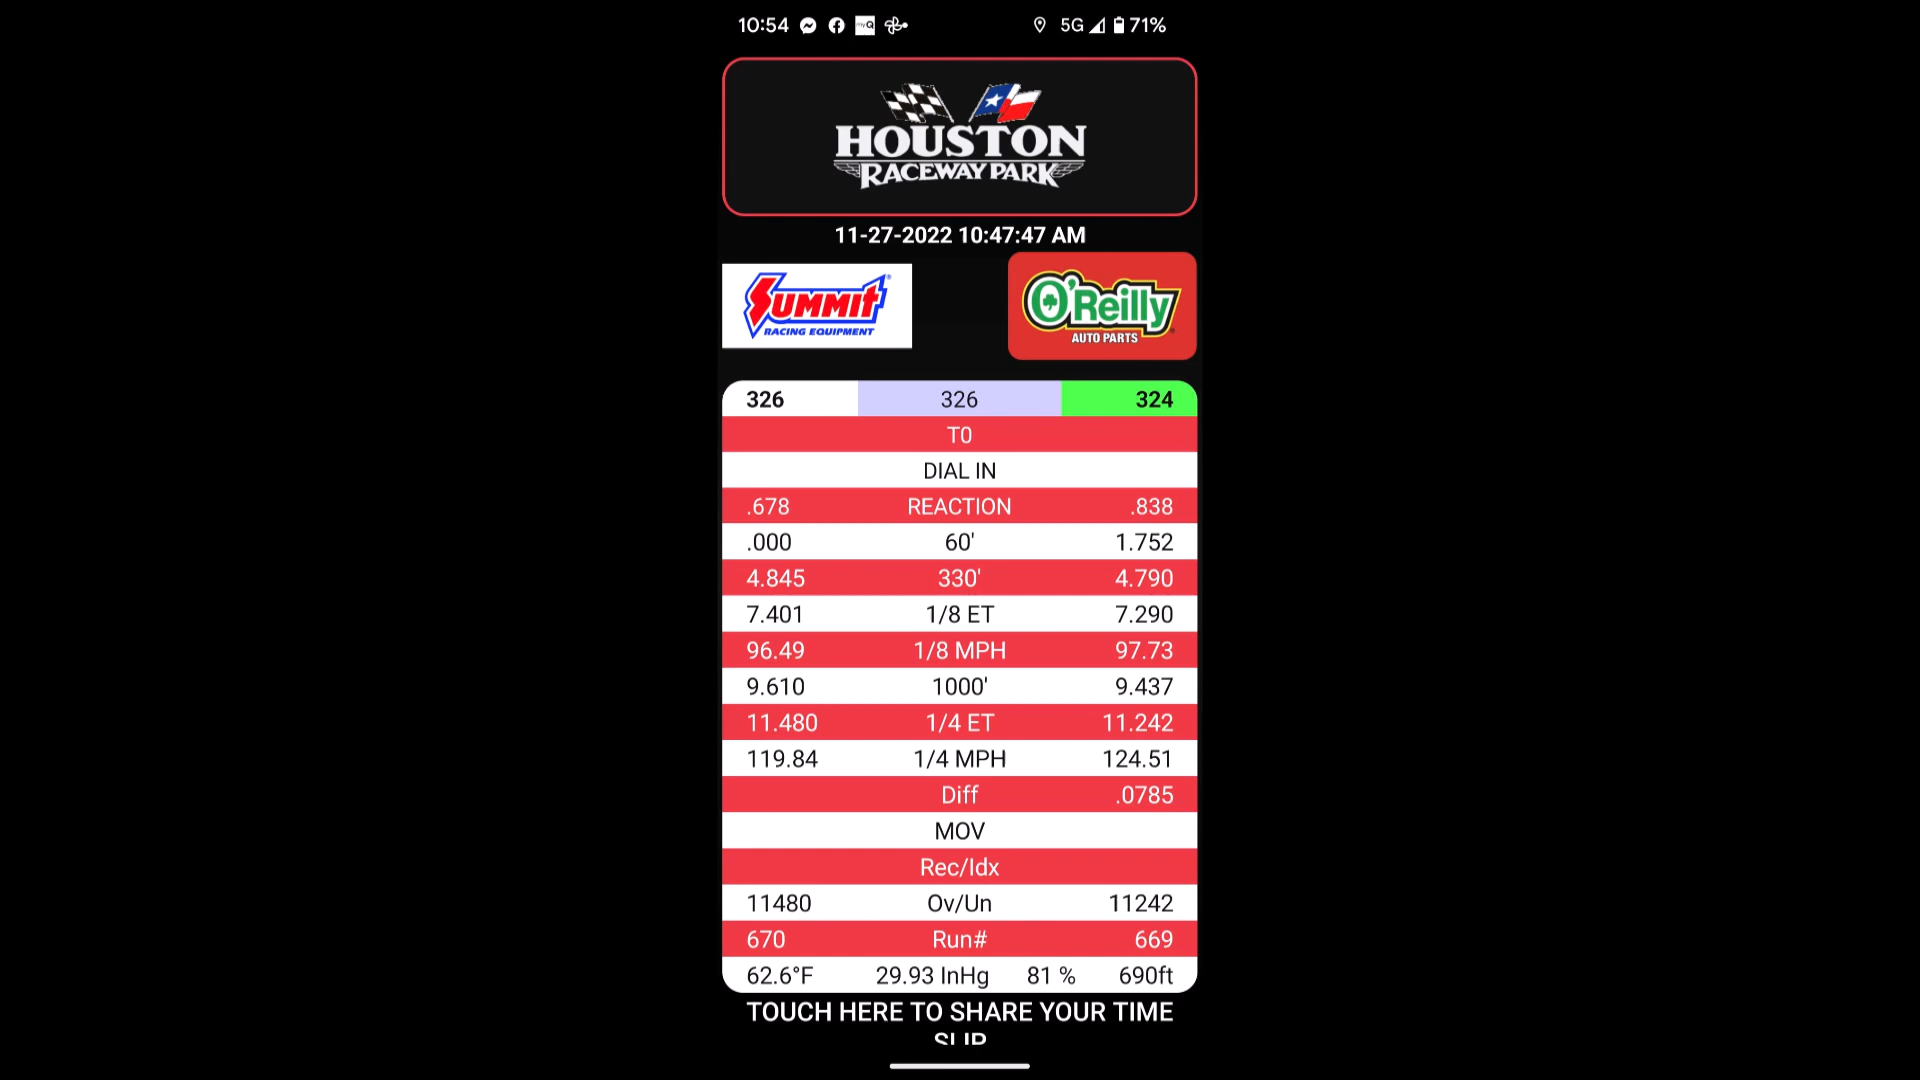 10:54 myQ 5G 71%
HOUSTON
RACEWAY PARK
11-27-2022 10:47:47 AM
SUMMIT®
RACING EQUIPMENT
O'Reilly
AUTO PARTS
326 326 324
T0
DIAL IN
.678 REACTION .838
.000 60' 1.752
4.845 330' 4.790
7.401 1/8 ET 7.290
96.49 1/8 MPH 97.73
9.610 1000' 9.437
11.480 1/4 ET 11.242
119.84 1/4 MPH 124.51
Diff .0785
MOV
Rec/Idx
11480 Ov/Un 11242
670 Run# 669
62.6°F 29.93 InHg 81 % 690ft
TOUCH HERE TO SHARE YOUR TIME
SLIP